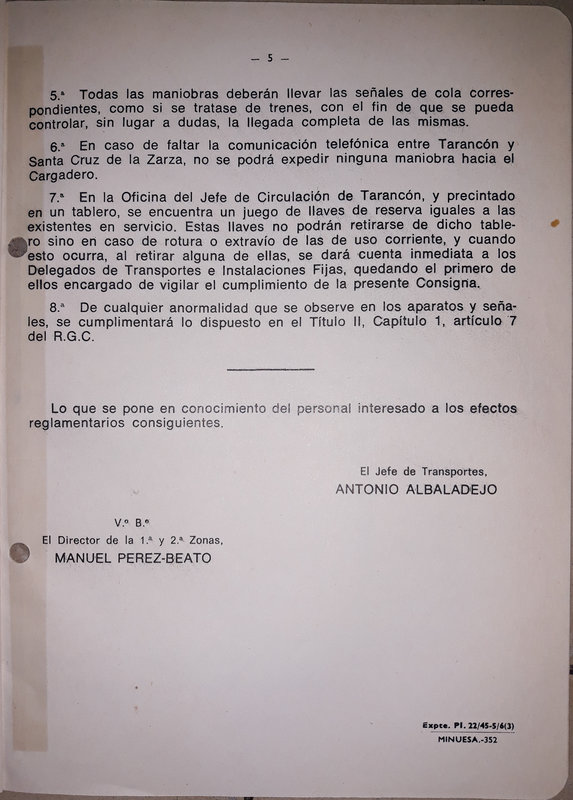 — 5 —
5.ª Todas las maniobras deberán llevar las señales de cola corres-
pondientes, como si se tratase de trenes, con el fin de que se pueda
controlar, sin lugar a dudas, la llegada completa de las mismas.
6.ª En caso de faltar la comunicación telefónica entre Tarancón y
Santa Cruz de la Zarza, no se podrá expedir ninguna maniobra hacia el
Cargadero.
7.ª En la Oficina del Jefe de Circulación de Tarancón, y precintado
en un tablero, se encuentra un juego de llaves de reserva iguales a las
existentes en servicio. Estas llaves no podrán retirarse de dicho table-
ro sino en caso de rotura o extravío de las de uso corriente, y cuando
esto ocurra, al retirar alguna de ellas, se dará cuenta inmediata a los
Delegados de Transportes e Instalaciones Fijas, quedando el primero de
ellos encargado de vigilar el cumplimiento de la presente Consigna.
8.ª De cualquier anormalidad que se observe en los aparatos y seña-
les, se cumplimentará lo dispuesto en el Título II, Capítulo 1, artículo 7
del R.G.C.
Lo que se pone en conocimiento del personal interesado a los efectos
reglamentarios consiguientes.
El Jefe de Transportes,
ANTONIO ALBALADEJO
V.º B.º
El Director de la 1.ª y 2.ª Zonas,
MANUEL PEREZ-BEATO
Expte. Pl. 22/45-5/6(3)
MINUESA.-352